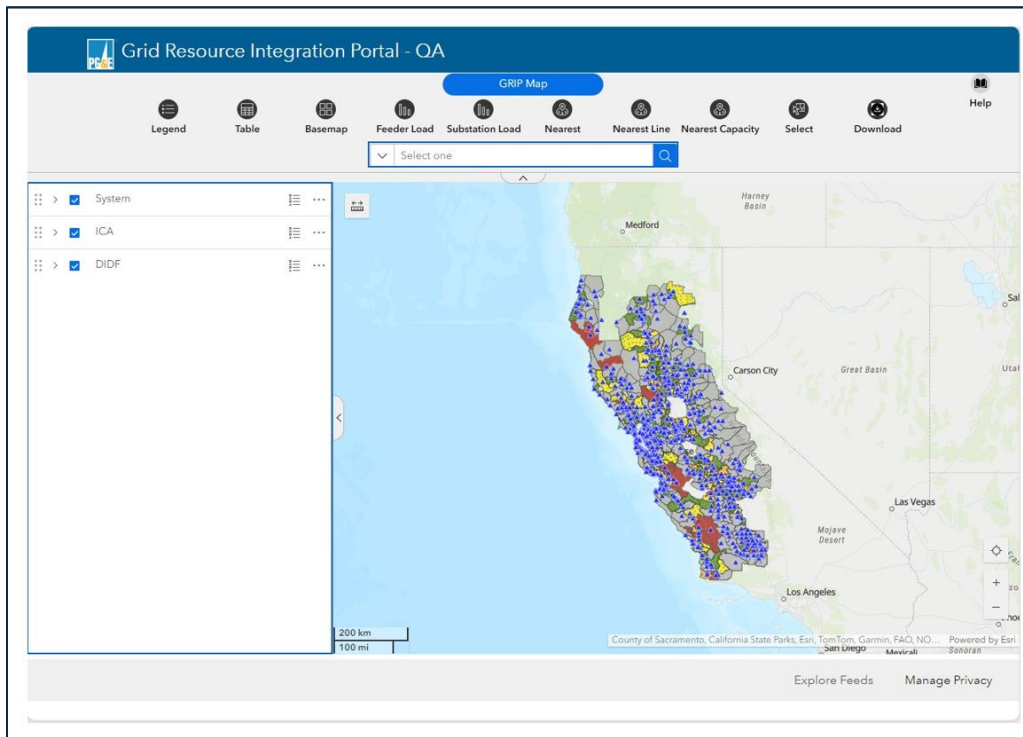 PG&E Grid Resource Integration Portal - QA
GRIP Map
Help
Legend Table Basemap Feeder Load Substation Load Nearest Nearest Line Nearest Capacity Select Download
Select one
System
ICA
DIDF
Harney
Basin
Medford
Sal
Carson City
Great Basin
Utah
Las Vegas
Mojave
Desert
Los Angeles
200 km
100 mi
County of Sacramento, California State Parks, Esri, TomTom, Garmin, FAO, NO... Powered by Esri
San Diego Mexicali Sonoran
Explore Feeds Manage Privacy